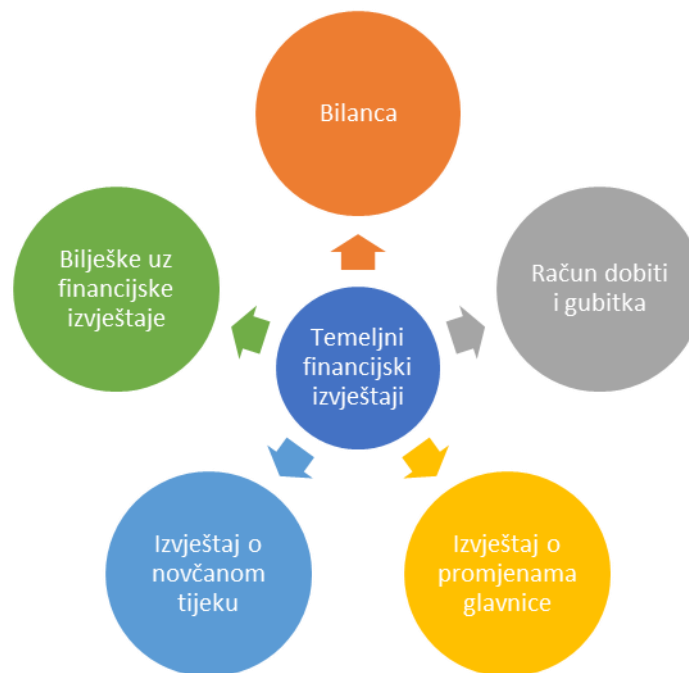 Bilanca
Bilješke uz
financijske
izvještaje
Račun dobiti
i gubitka
Temeljni
financijski
izvještaji
Izvještaj o
novčanom
tijeku
Izvještaj o
promjenama
glavnice